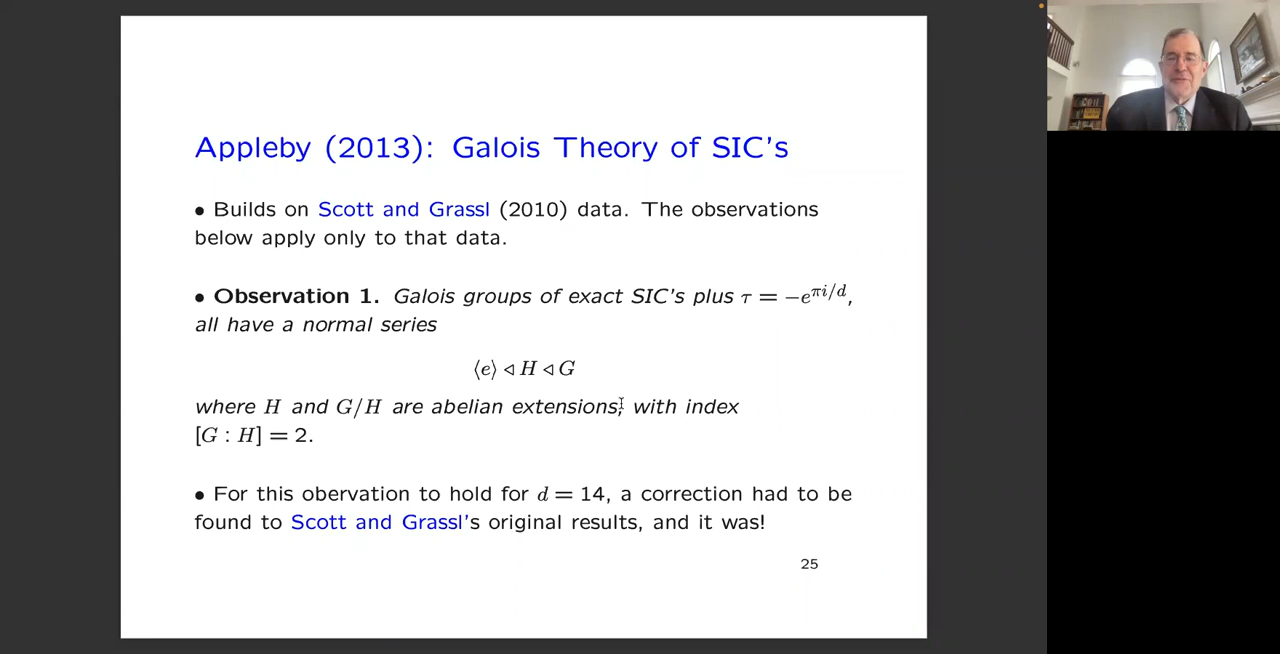 Appleby (2013): Galois Theory of SIC's
• Builds on Scott and Grassl (2010) data. The observations
below apply only to that data.
• Observation 1. Galois groups of exact SIC's plus τ = −e^{πi/d},
all have a normal series
⟨e⟩ ◁ H ◁ G
where H and G/H are abelian extensions, with index
[G : H] = 2.
• For this obervation to hold for d = 14, a correction had to be
found to Scott and Grassl's original results, and it was!
25